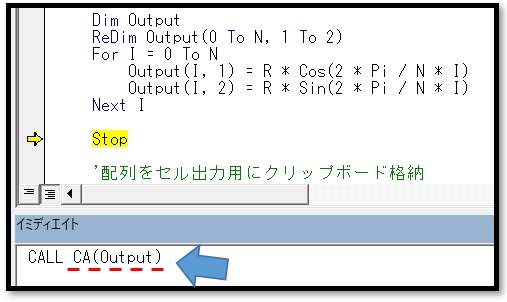 Dim Output
ReDim Output(0 To N, 1 To 2)
For I = 0 To N
Output(I, 1) = R * Cos(2 * Pi / N * I)
Output(I, 2) = R * Sin(2 * Pi / N * I)
Next I
Stop
'配列をセル出力用にクリップボード格納
イミディエイト
CALL CA(Output)